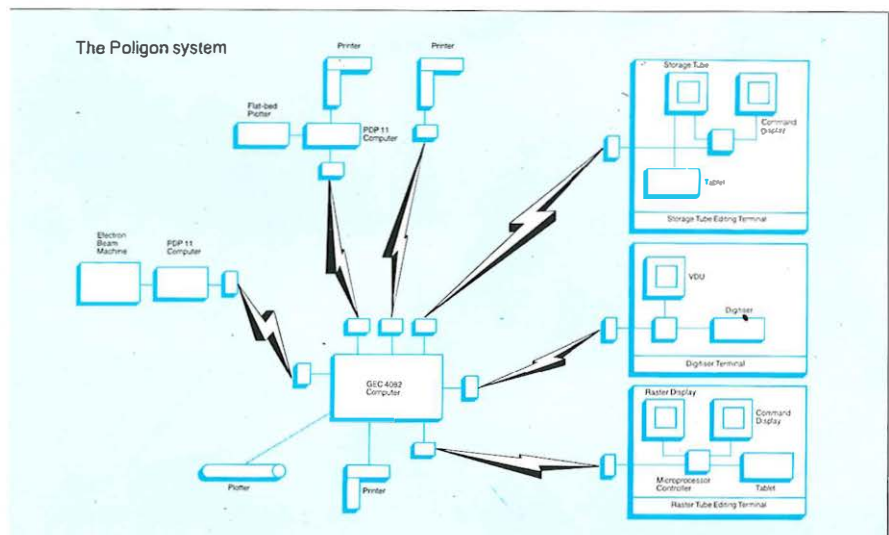 The Poligon system
Printer
Printer
Flat-bed
Plotter
PDP 11
Computer
Electron
Beam
Machine
PDP 11
Computer
GEC 4082
Computer
Plotter
Printer
Storage Tube
Command
Display
Tablet
Storage Tube Editing Terminal
VDU
Digitiser
Digitiser Terminal
Raster Display
Command
Display
Microprocessor
Controller
Tablet
Raster Tube Editing Terminal